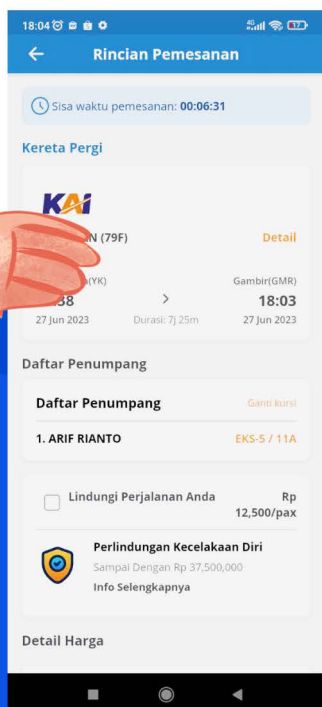 18:04
Rincian Pemesanan
Sisa waktu pemesanan: 00:06:31
Kereta Pergi
KAI
(79F)
Detail
(YK)
Gambir(GMR)
18:03
27 Jun 2023
Durasi: 7j 25m
27 Jun 2023
Daftar Penumpang
Daftar Penumpang
Ganti kursi
1. ARIF RIANTO
EKS-5 / 11A
Lindungi Perjalanan Anda
Rp
12,500/pax
Perlindungan Kecelakaan Diri
Sampai Dengan Rp 37,500,000
Info Selengkapnya
Detail Harga